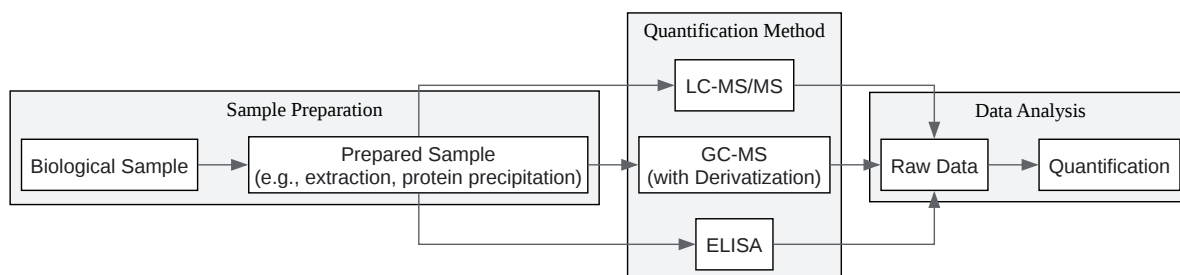 Quantification Method
LC-MS/MS
Sample Preparation
Data Analysis
Biological Sample
Prepared Sample
(e.g., extraction, protein precipitation)
GC-MS
(with Derivatization)
Raw Data
Quantification
ELISA